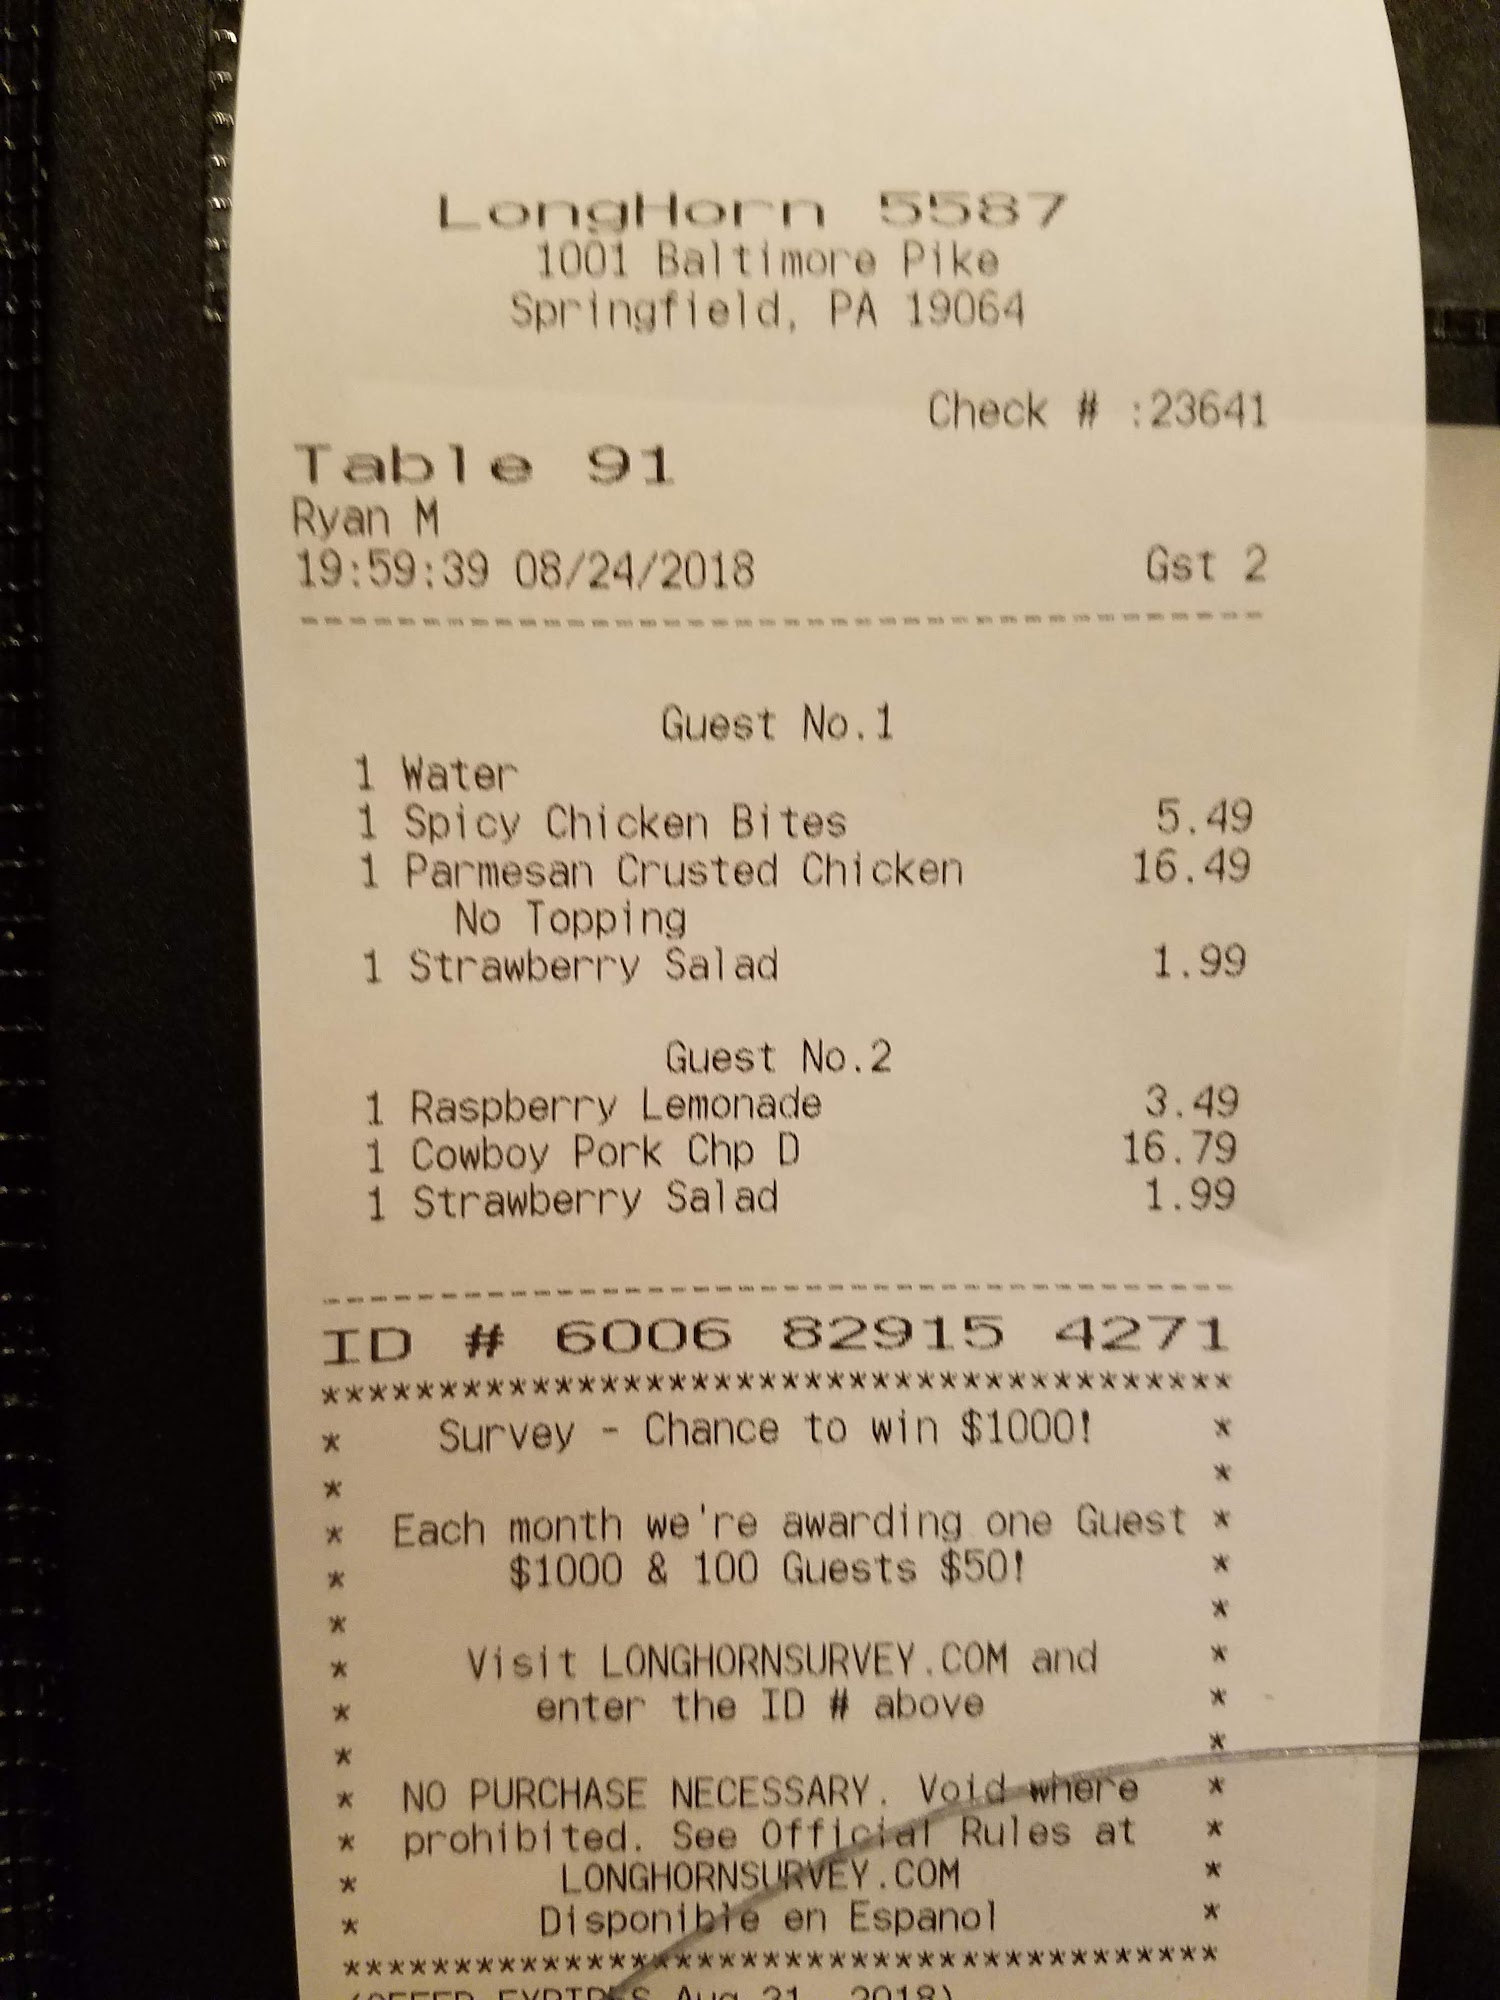 LongHorn 5587
1001 Baltimore Pike
Springfield, PA 19064
Check # :23641
Table 91
Ryan M
19:59:39 08/24/2018 Gst 2
--------------------------------------
Guest No.1
1 Water
1 Spicy Chicken Bites 5.49
1 Parmesan Crusted Chicken 16.49
No Topping
1 Strawberry Salad 1.99
Guest No.2
1 Raspberry Lemonade 3.49
1 Cowboy Pork Chp D 16.79
1 Strawberry Salad 1.99
--------------------------------------
ID # 6006 82915 4271
****************************************
* Survey - Chance to win $1000! *
* *
* Each month we're awarding one Guest *
* $1000 & 100 Guests $50! *
* *
* Visit LONGHORNSURVEY.COM and *
* enter the ID # above *
* *
* NO PURCHASE NECESSARY. Void where *
* prohibited. See Official Rules at *
* LONGHORNSURVEY.COM *
* Disponible en Espanol *
****************************************
(OFFER EXPIRES Aug 31, 2018)